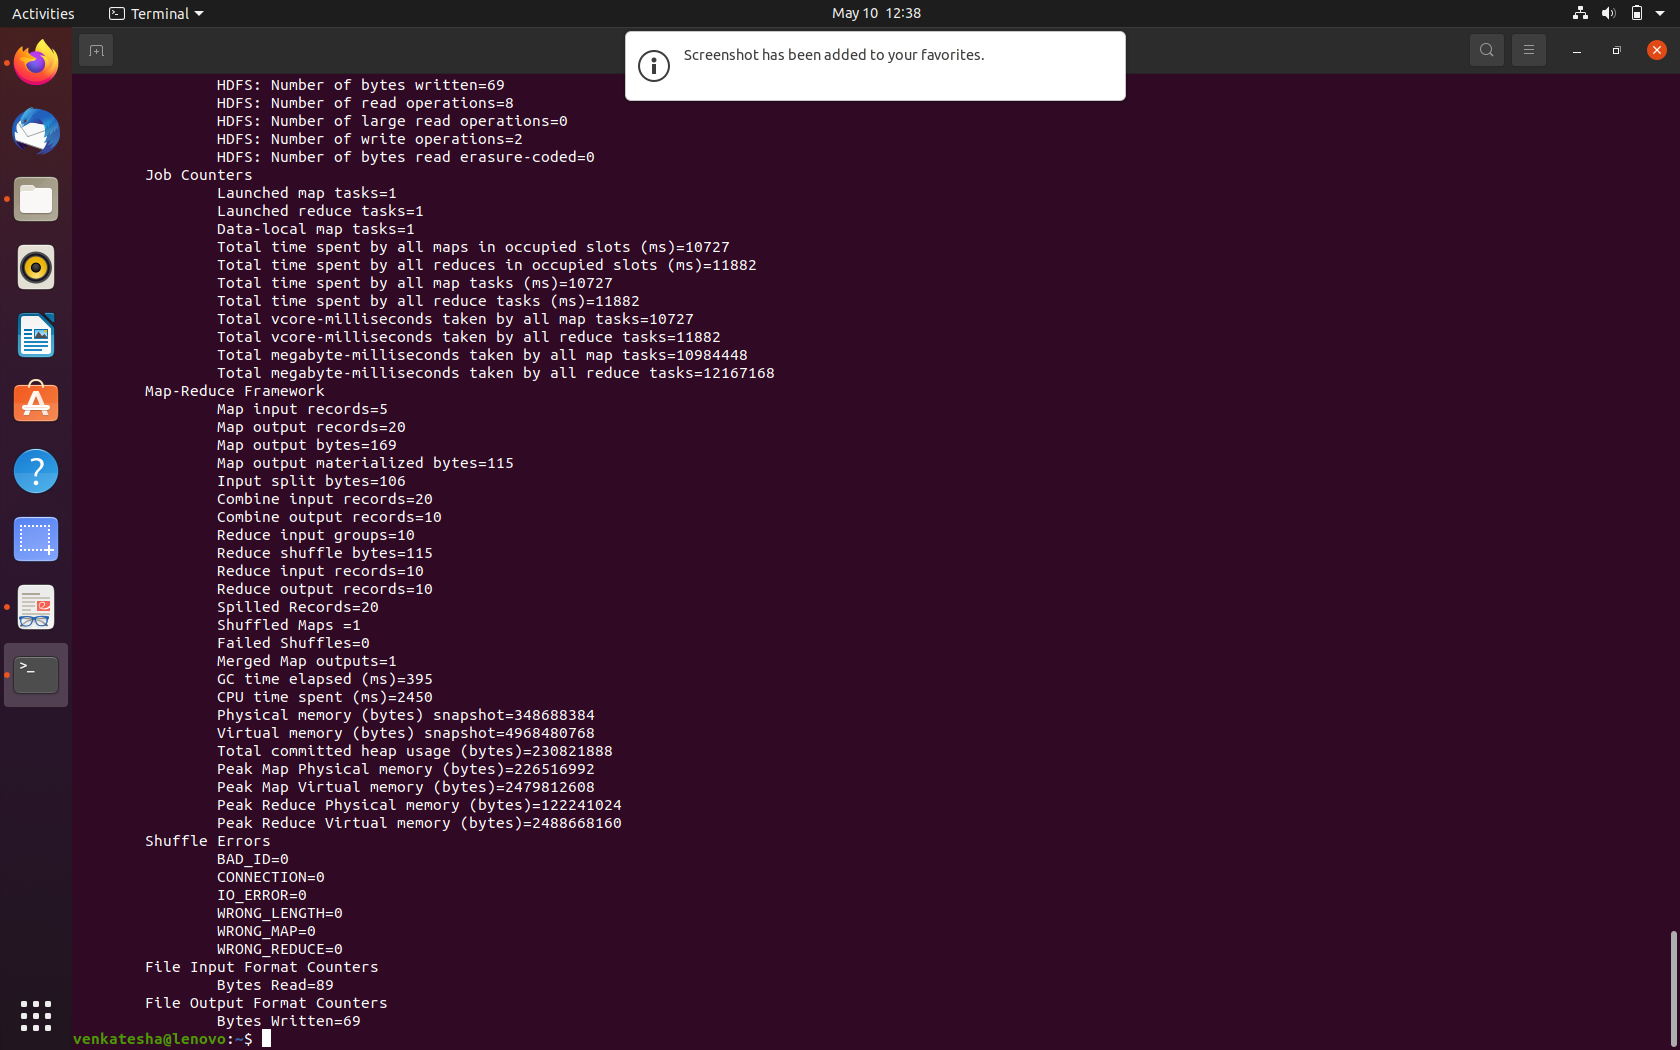 Activities
Terminal
May 10 12:38
Screenshot has been added to your favorites.
HDFS: Number of bytes written=69
HDFS: Number of read operations=8
HDFS: Number of large read operations=0
HDFS: Number of write operations=2
HDFS: Number of bytes read erasure-coded=0
Job Counters
Launched map tasks=1
Launched reduce tasks=1
Data-local map tasks=1
Total time spent by all maps in occupied slots (ms)=10727
Total time spent by all reduces in occupied slots (ms)=11882
Total time spent by all map tasks (ms)=10727
Total time spent by all reduce tasks (ms)=11882
Total vcore-milliseconds taken by all map tasks=10727
Total vcore-milliseconds taken by all reduce tasks=11882
Total megabyte-milliseconds taken by all map tasks=10984448
Total megabyte-milliseconds taken by all reduce tasks=12167168
Map-Reduce Framework
Map input records=5
Map output records=20
Map output bytes=169
Map output materialized bytes=115
Input split bytes=106
Combine input records=20
Combine output records=10
Reduce input groups=10
Reduce shuffle bytes=115
Reduce input records=10
Reduce output records=10
Spilled Records=20
Shuffled Maps =1
Failed Shuffles=0
Merged Map outputs=1
GC time elapsed (ms)=395
CPU time spent (ms)=2450
Physical memory (bytes) snapshot=348688384
Virtual memory (bytes) snapshot=4968480768
Total committed heap usage (bytes)=230821888
Peak Map Physical memory (bytes)=226516992
Peak Map Virtual memory (bytes)=2479812608
Peak Reduce Physical memory (bytes)=122241024
Peak Reduce Virtual memory (bytes)=2488668160
Shuffle Errors
BAD_ID=0
CONNECTION=0
IO_ERROR=0
WRONG_LENGTH=0
WRONG_MAP=0
WRONG_REDUCE=0
File Input Format Counters
Bytes Read=89
File Output Format Counters
Bytes Written=69
venkatesha@lenovo:~$